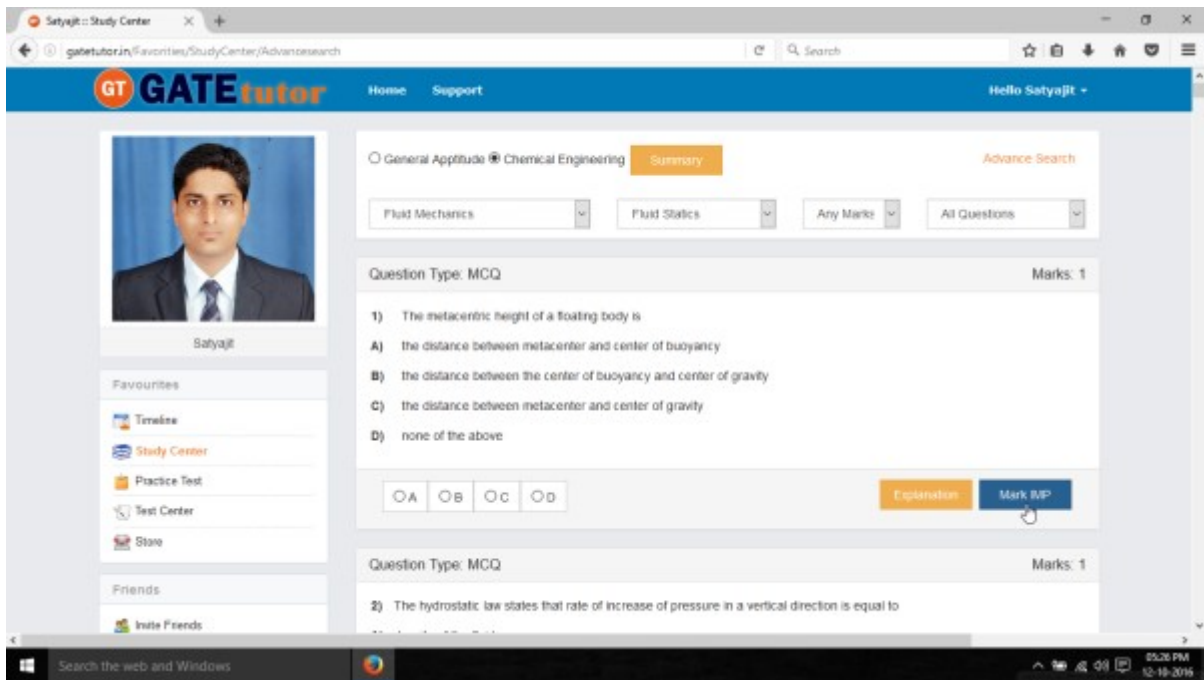 Satyajit :: Study Center
gatetutor.in/Favorities/StudyCenter/Advancesearch
Search
GT GATEtutor
Home Support
Hello Satyajit
Satyajit
Favourites
Timeline
Study Center
Practice Test
Test Center
Store
Friends
Invite Friends
General Apptitude Chemical Engineering Summary
Advance Search
Fluid Mechanics Fluid Statics Any Marks All Questions
Question Type: MCQ Marks: 1
1) The metacentric height of a floating body is
A) the distance between metacenter and center of buoyancy
B) the distance between the center of buoyancy and center of gravity
C) the distance between metacenter and center of gravity
D) none of the above
A B C D
Explanation Mark IMP
Question Type: MCQ Marks: 1
2) The hydrostatic law states that rate of increase of pressure in a vertical direction is equal to
Search the web and Windows
05:26 PM
12-10-2016